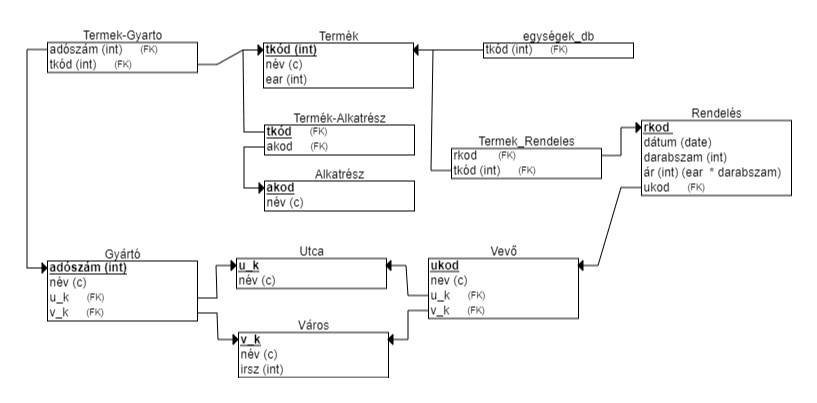 Termek-Gyarto
adószám (int) (FK)
tkód (int) (FK)
Termék
tkód (int)
név (c)
ear (int)
egységek_db
tkód (int) (FK)
Termék-Alkatrész
tkód (FK)
akod (FK)
Alkatrész
akod
név (c)
Termek_Rendeles
rkod (FK)
tkód (int) (FK)
Rendelés
rkod
dátum (date)
darabszam (int)
ár (int) (ear * darabszam)
ukod (FK)
Gyártó
adószám (int)
név (c)
u_k (FK)
v_k (FK)
Utca
u_k
név (c)
Vevő
ukod
nev (c)
u_k (FK)
v_k (FK)
Város
v_k
név (c)
irsz (int)